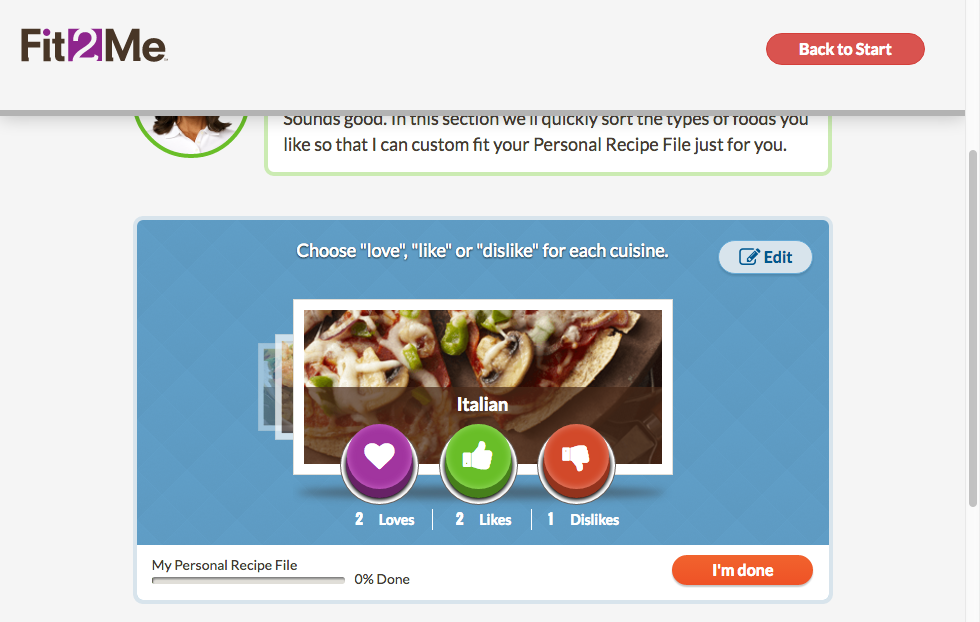 Fit2Me
Back to Start
Sounds good. In this section we'll quickly sort the types of foods you
like so that I can custom fit your Personal Recipe File just for you.
Choose "love", "like" or "dislike" for each cuisine.
Edit
Italian
2 Loves
2 Likes
1 Dislikes
My Personal Recipe File
0% Done
I'm done